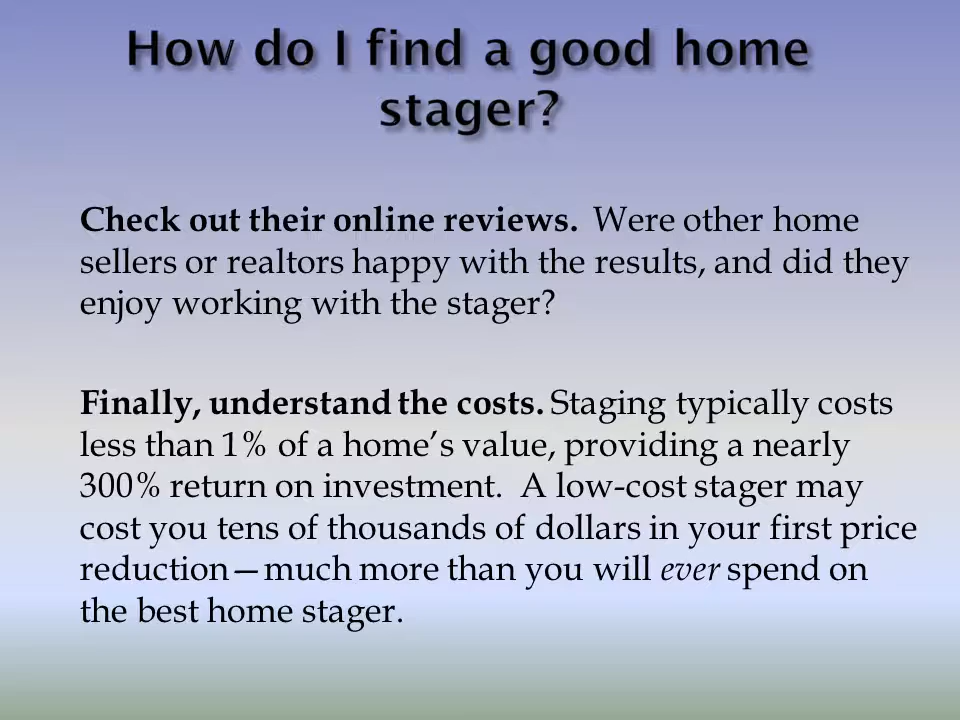 How do I find a good home
stager?
Check out their online reviews.  Were other home
sellers or realtors happy with the results, and did they
enjoy working with the stager?
Finally, understand the costs. Staging typically costs
less than 1% of a home’s value, providing a nearly
300% return on investment.  A low-cost stager may
cost you tens of thousands of dollars in your first price
reduction—much more than you will ever spend on
the best home stager.